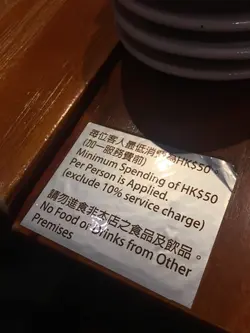 每位客人最低消費為HK$50
(加一服務費前)
Minimum Spending of HK$50
Per Person is Applied.
(exclude 10% service charge)
請勿進食非本店之食品及飲品。
No Food or Drinks from Other
Premises